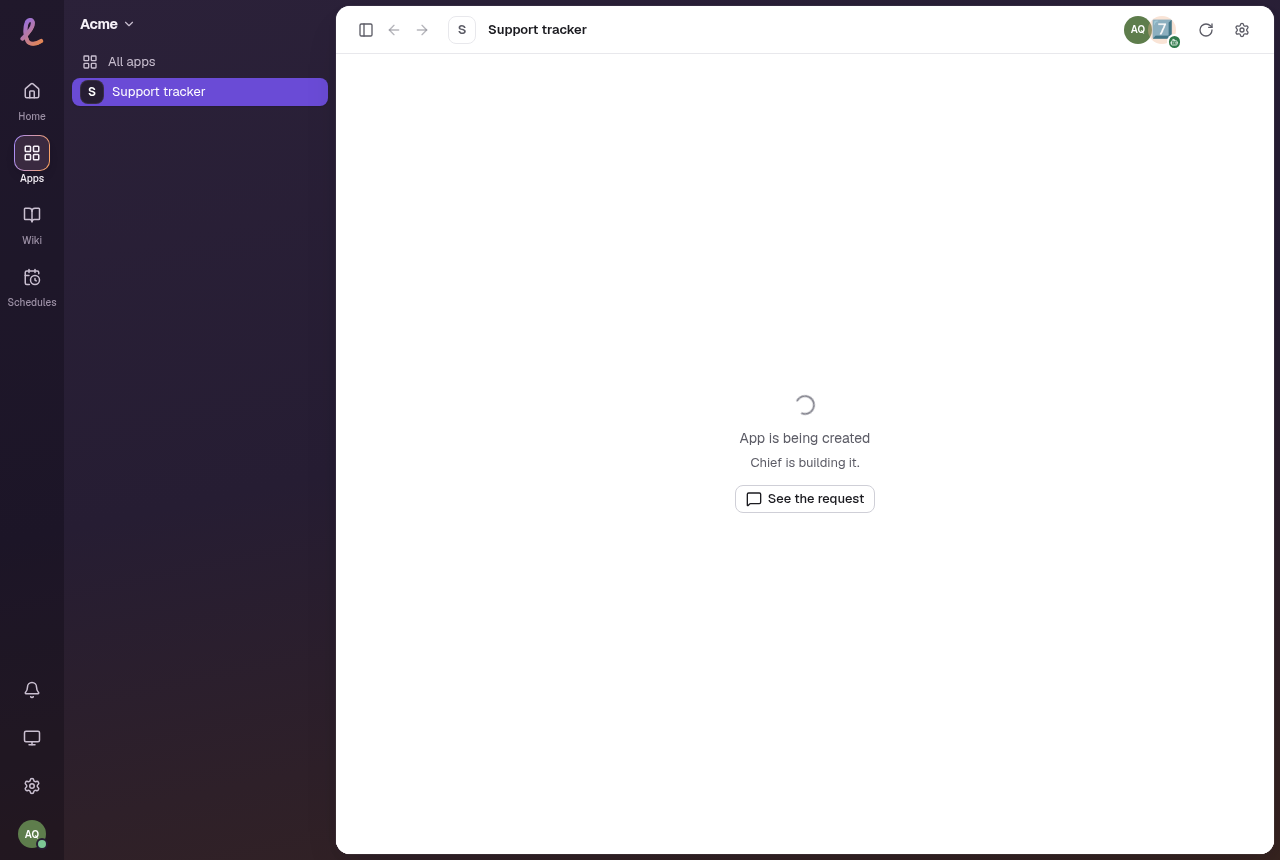 Acme
All apps
S Support tracker
Home
Apps
Wiki
Schedules
AQ
S Support tracker
AQ 7
App is being created
Chief is building it.
See the request